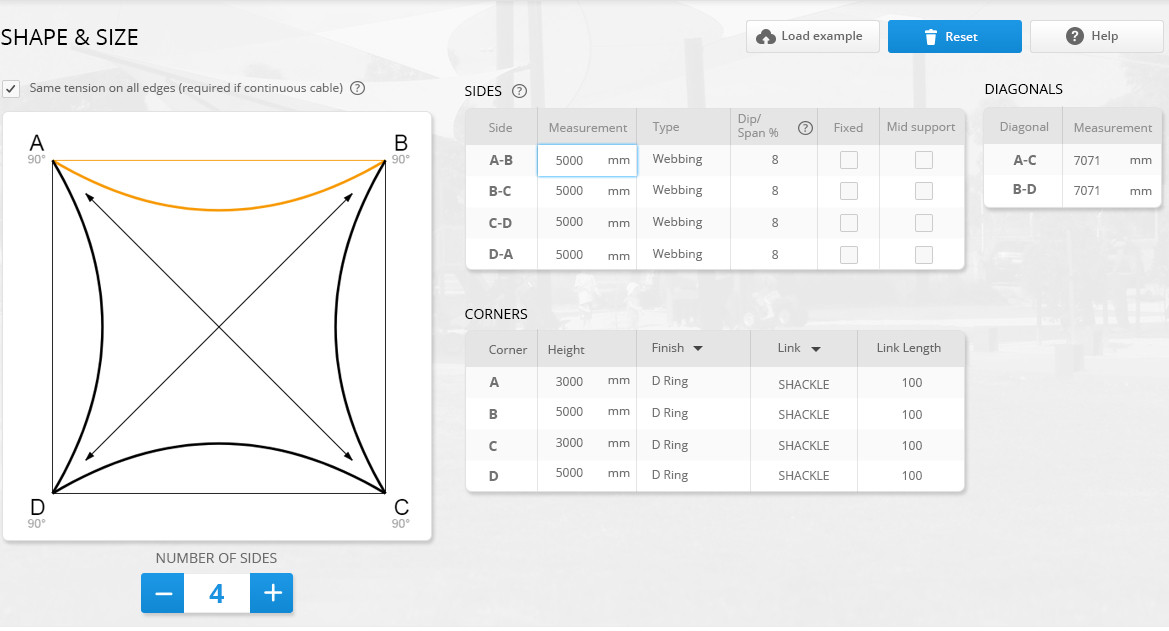 SHAPE & SIZE
Load example
Reset
Help
Same tension on all edges (required if continuous cable) ?
A B
90° 90°
D C
90° 90°
NUMBER OF SIDES
− 4 +
SIDES ?
Side Measurement Type Dip/ Span % ? Fixed Mid support
A-B 5000 mm Webbing 8
B-C 5000 mm Webbing 8
C-D 5000 mm Webbing 8
D-A 5000 mm Webbing 8
DIAGONALS
Diagonal Measurement
A-C 7071 mm
B-D 7071 mm
CORNERS
Corner Height Finish Link Link Length
A 3000 mm D Ring SHACKLE 100
B 5000 mm D Ring SHACKLE 100
C 3000 mm D Ring SHACKLE 100
D 5000 mm D Ring SHACKLE 100